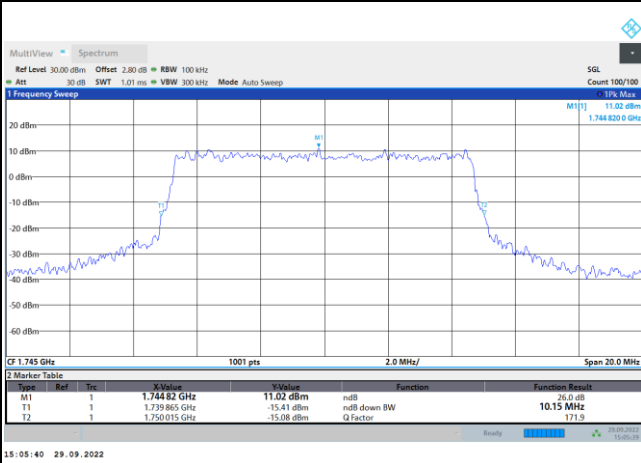 MultiView Spectrum
Ref Level 30.00 dBm Offset 2.80 dB RBW 100 kHz SGL
Att 30 dB SWT 1.01 ms VBW 300 kHz Mode Auto Sweep Count 100/100
1 Frequency Sweep 1Pk Max
M1[1] 11.02 dBm
1.744 820 0 GHz
20 dBm
M1
10 dBm
0 dBm
-10 dBm
T1 T2
-20 dBm
-30 dBm
-40 dBm
-50 dBm
-60 dBm
CF 1.745 GHz 1001 pts 2.0 MHz/ Span 20.0 MHz
2 Marker Table
Type Ref Trc X-Value Y-Value Function Function Result
M1 1 1.744 82 GHz 11.02 dBm ndB 26.0 dB
T1 1 1.739 865 GHz -15.41 dBm ndB down BW 10.15 MHz
T2 1 1.750 015 GHz -15.08 dBm Q Factor 171.9
Ready 29.09.2022
15:05:39
15:05:40 29.09.2022